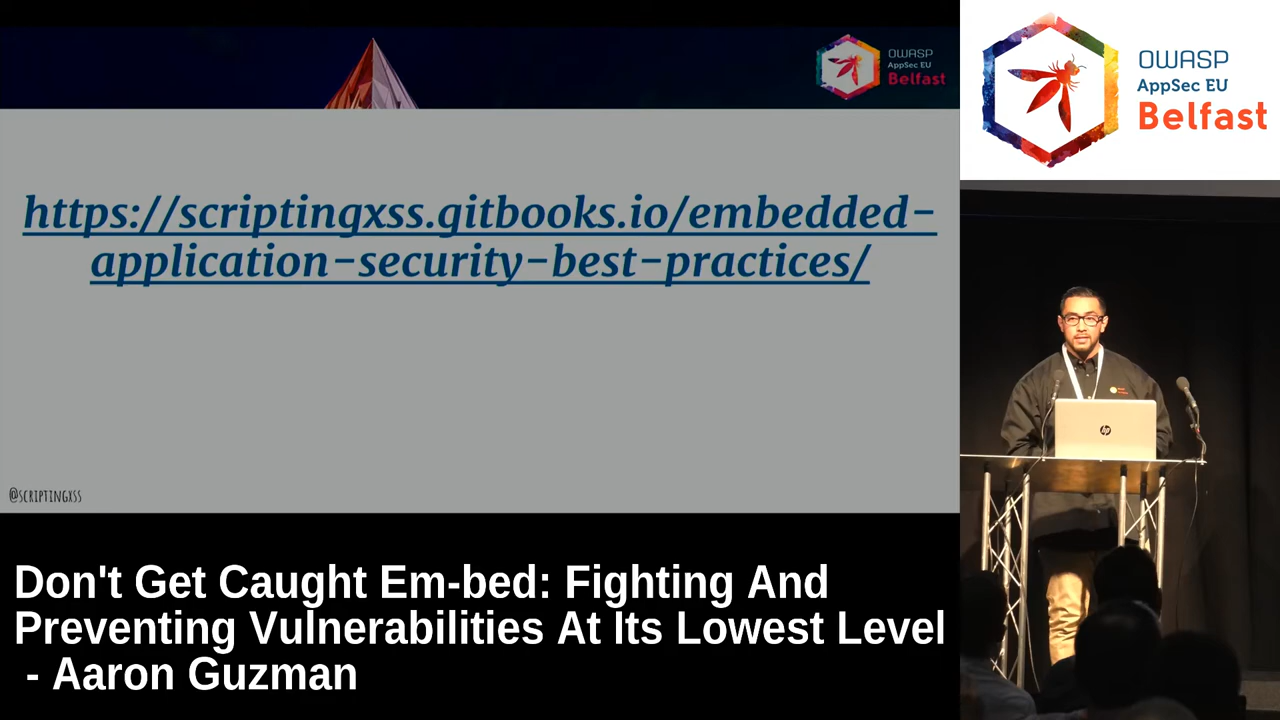 OWASP
AppSec EU
Belfast
https://scriptingxss.gitbooks.io/embedded-
application-security-best-practices/
@SCRIPTINGXSS
OWASP
AppSec EU
Belfast
hp
Don't Get Caught Em-bed: Fighting And
Preventing Vulnerabilities At Its Lowest Level
- Aaron Guzman